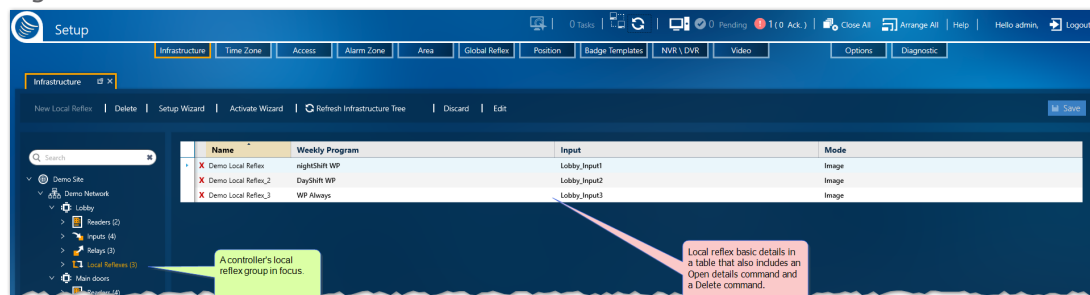 Setup
0 Tasks
0 Pending
1 ( 0 Ack. )
Close All
Arrange All
Help
Hello admin,
Logout
Infrastructure
Time Zone
Access
Alarm Zone
Area
Global Reflex
Position
Badge Templates
NVR \ DVR
Video
Options
Diagnostic
Infrastructure
New Local Reflex
Delete
Setup Wizard
Activate Wizard
Refresh Infrastructure Tree
Discard
Edit
Save
Search
Demo Site
Demo Network
Lobby
Readers (2)
Inputs (4)
Relays (3)
Local Reflexes (3)
Main doors
Readers (4)
Name Weekly Program Input Mode
Demo Local Reflex nightShift WP Lobby_Input1 Image
Demo Local Reflex_2 DayShift WP Lobby_Input2 Image
Demo Local Reflex_3 WP Always Lobby_Input3 Image
A controller's local
reflex group in focus.
Local reflex basic details in
a table that also includes an
Open details command and
a Delete command.